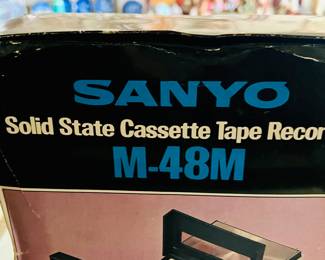 SANYO
Solid State Cassette Tape Recor
M-48M